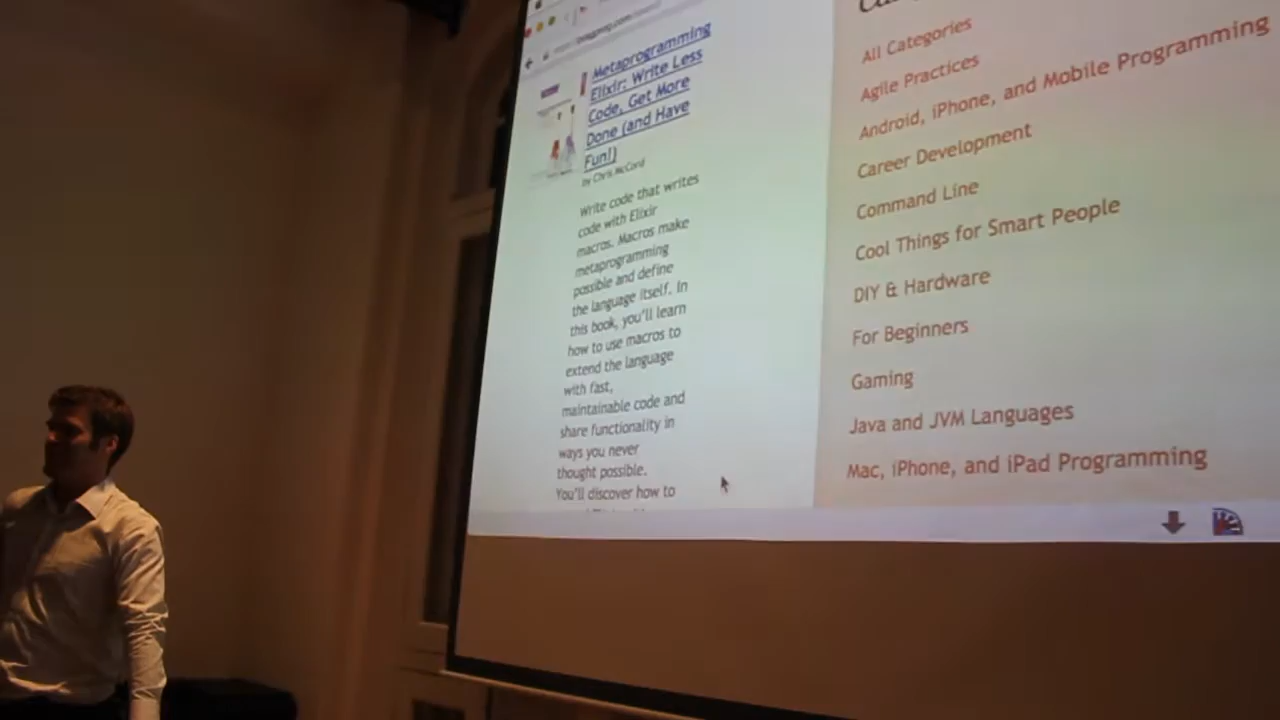 Metaprogramming
Elixir: Write Less
Code, Get More
Done (and Have
Fun!)
by Chris McCord
Write code that writes
code with Elixir
macros. Macros make
metaprogramming
possible and define
the language itself. In
this book, you'll learn
how to use macros to
extend the language
with fast,
maintainable code and
share functionality in
ways you never
thought possible.
You'll discover how to
All Categories
Agile Practices
Android, iPhone, and Mobile Programming
Career Development
Command Line
Cool Things for Smart People
DIY & Hardware
For Beginners
Gaming
Java and JVM Languages
Mac, iPhone, and iPad Programming